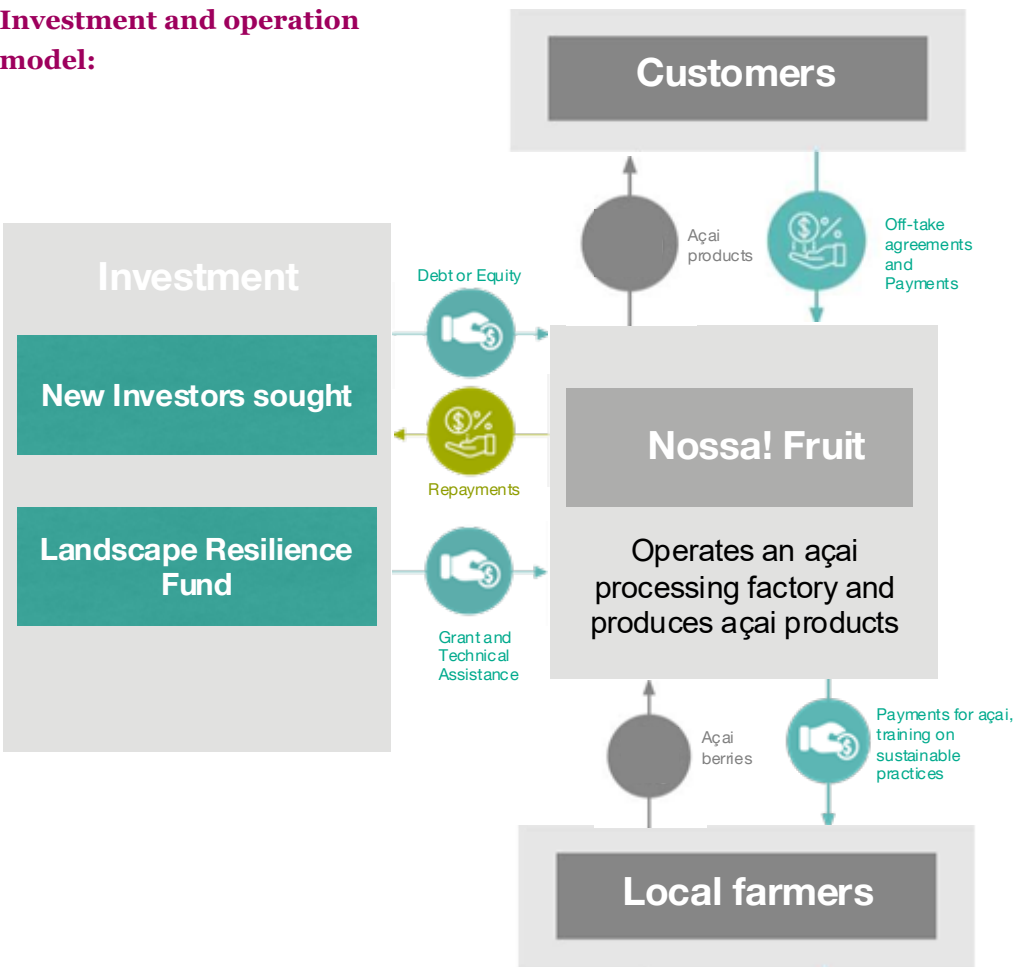 Investment and operation
model:
Customers
Açai
products
Off-take
agreements
and
Payments
Investment
Debt or Equity
New Investors sought
Repayments
Nossa! Fruit
Landscape Resilience
Fund
Operates an açai
processing factory and
produces açai products
Grant and
Technical
Assistance
Açai
berries
Payments for açai,
training on
sustainable
practices
Local farmers